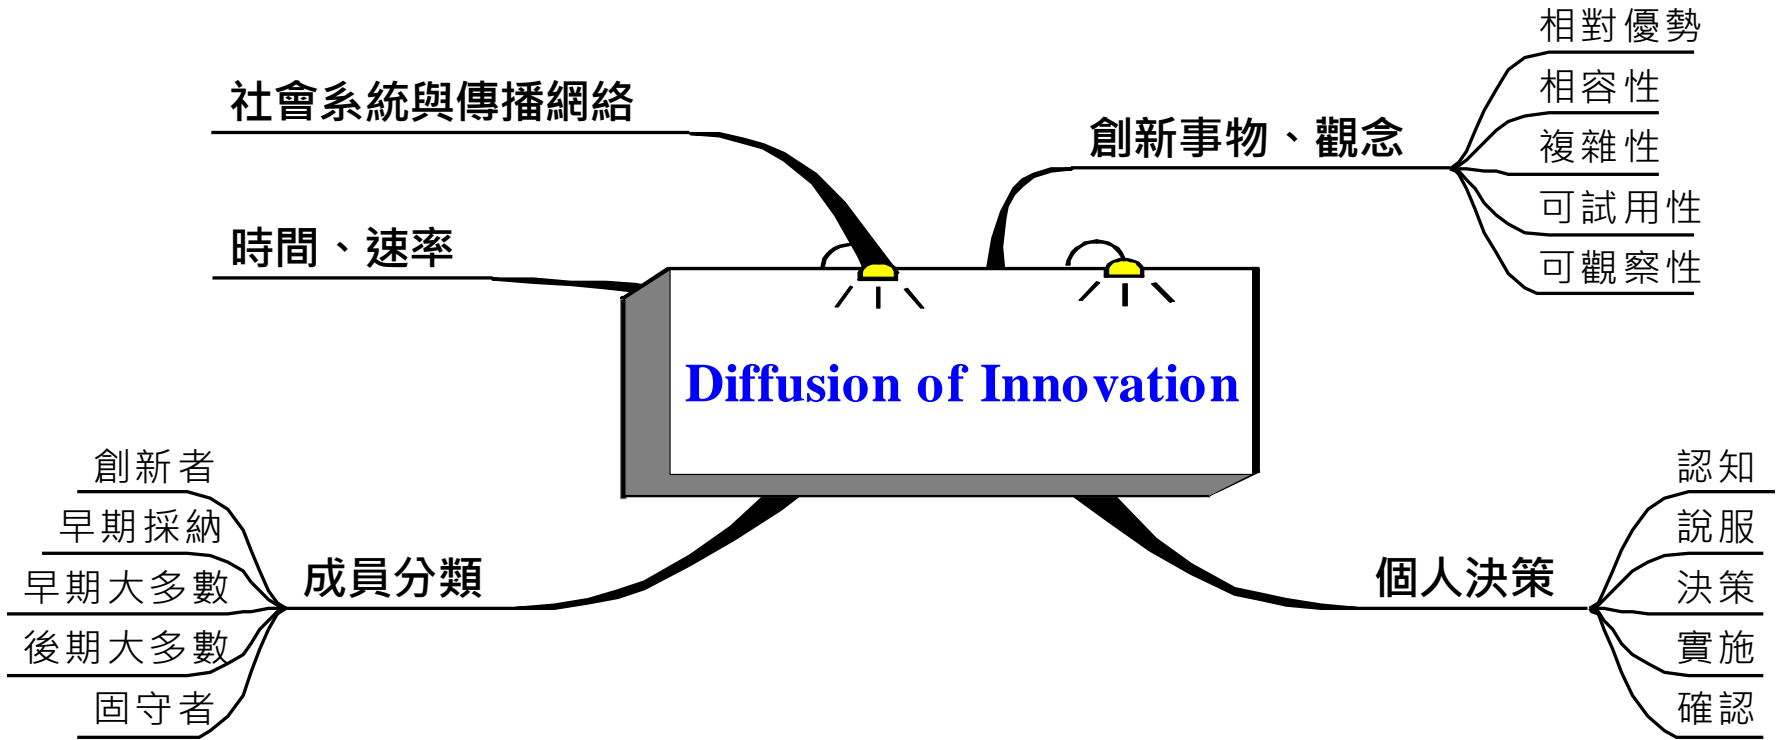 社會系統與傳播網絡
時間、速率
創新事物、觀念
相對優勢
相容性
複雜性
可試用性
可觀察性
Diffusion of Innovation
成員分類
創新者
早期採納
早期大多數
後期大多數
固守者
個人決策
認知
說服
決策
實施
確認